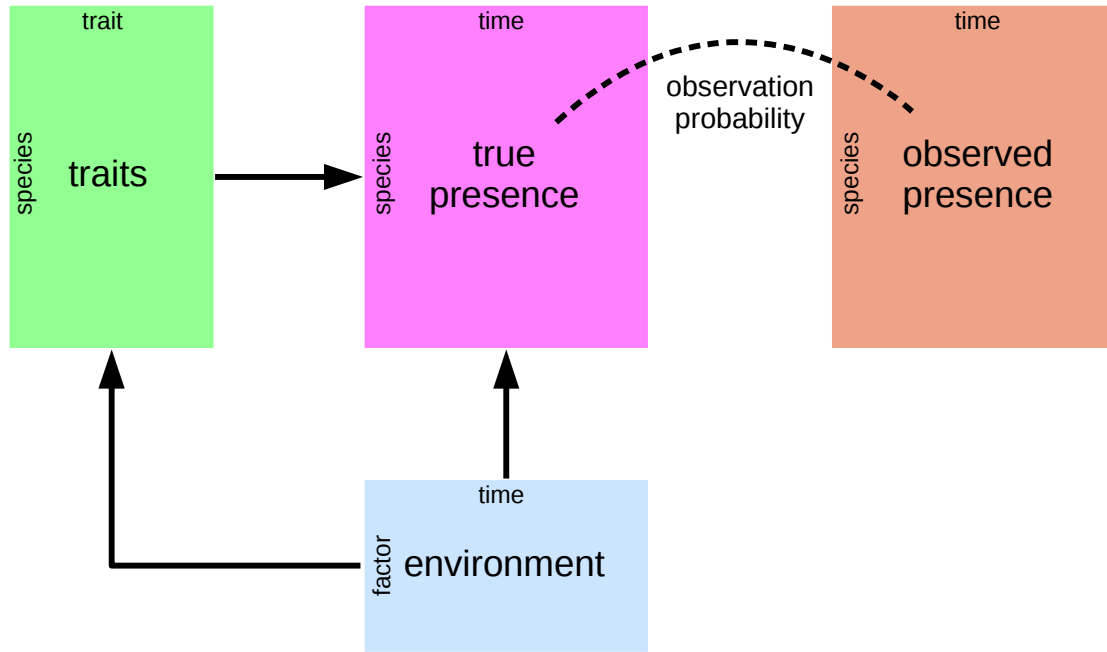 trait
species
traits
time
species
true
presence
observation
probability
time
species
observed
presence
time
factor
environment